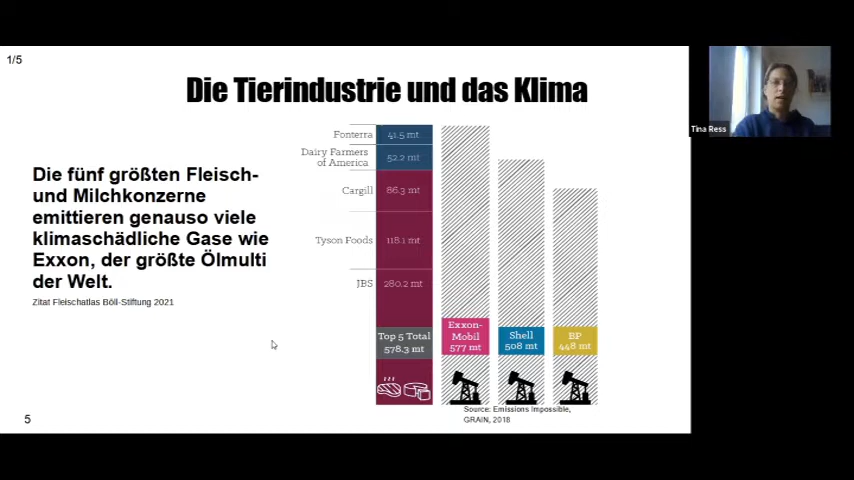 1/5
Die Tierindustrie und das Klima
Tina Ress
Die fünf größten Fleisch-
und Milchkonzerne
emittieren genauso viele
klimaschädliche Gase wie
Exxon, der größte Ölmulti
der Welt.
Zitat Fleischatlas Böll-Stiftung 2021
Fonterra 41.5 mt
Dairy Farmers
of America 52.2 mt
Cargill 86.3 mt
Tyson Foods 118.1 mt
JBS 280.2 mt
Top 5 Total
578.3 mt
Exxon-
Mobil
577 mt
Shell
508 mt
BP
448 mt
Source: Emissions Impossible,
GRAIN, 2018
5